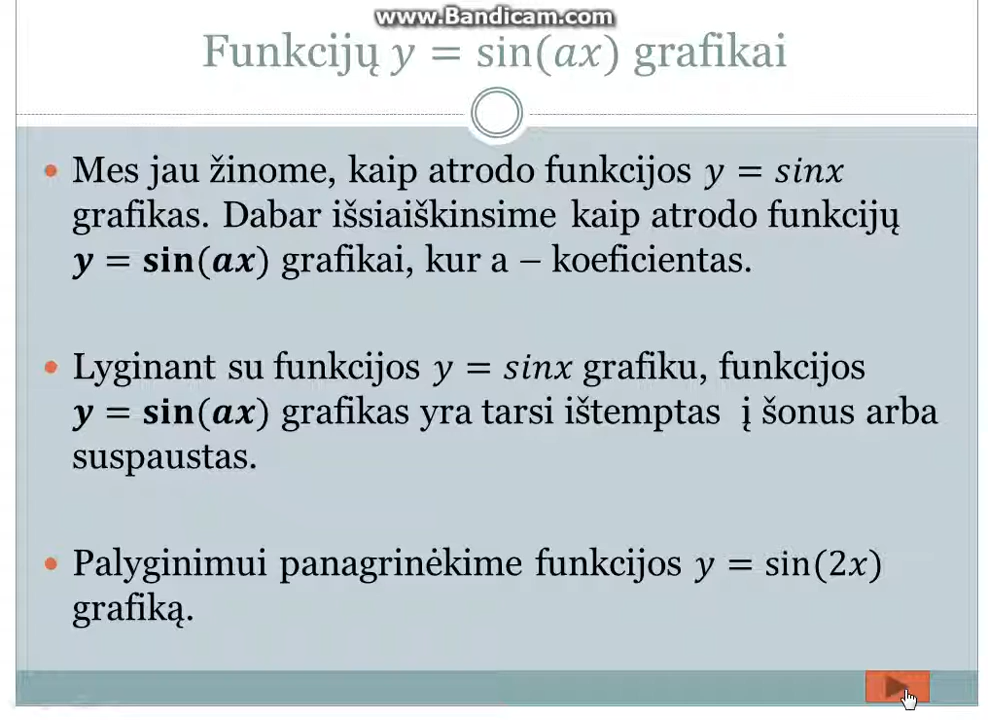 www.Bandicam.com
Funkcijų y = sin(ax) grafikai
Mes jau žinome, kaip atrodo funkcijos y = sinx
grafikas. Dabar išsiaiškinsime kaip atrodo funkcijų
y = sin(ax) grafikai, kur a – koeficientas.
Lyginant su funkcijos y = sinx grafiku, funkcijos
y = sin(ax) grafikas yra tarsi ištemptas į šonus arba
suspaustas.
Palyginimui panagrinėkime funkcijos y = sin(2x)
grafiką.